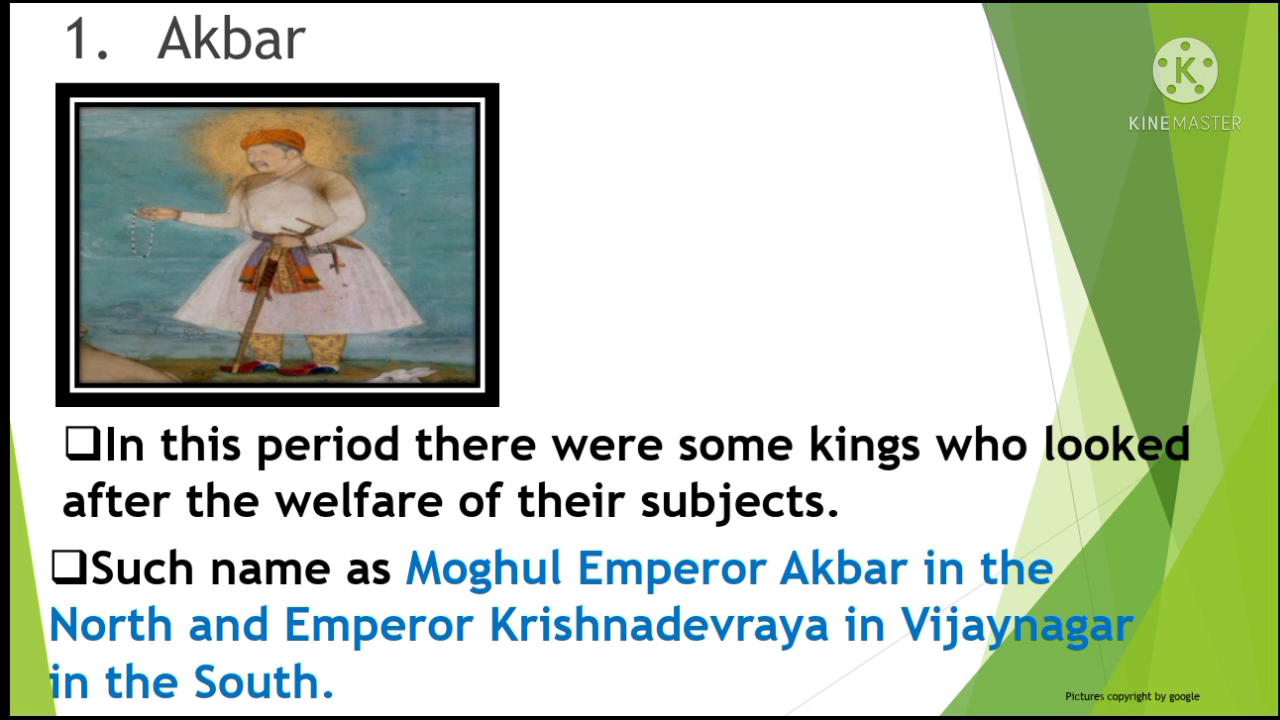 1. Akbar
K
KINEMASTER
❑In this period there were some kings who looked
after the welfare of their subjects.
❑Such name as Moghul Emperor Akbar in the
North and Emperor Krishnadevraya in Vijaynagar
in the South.
Pictures copyright by google